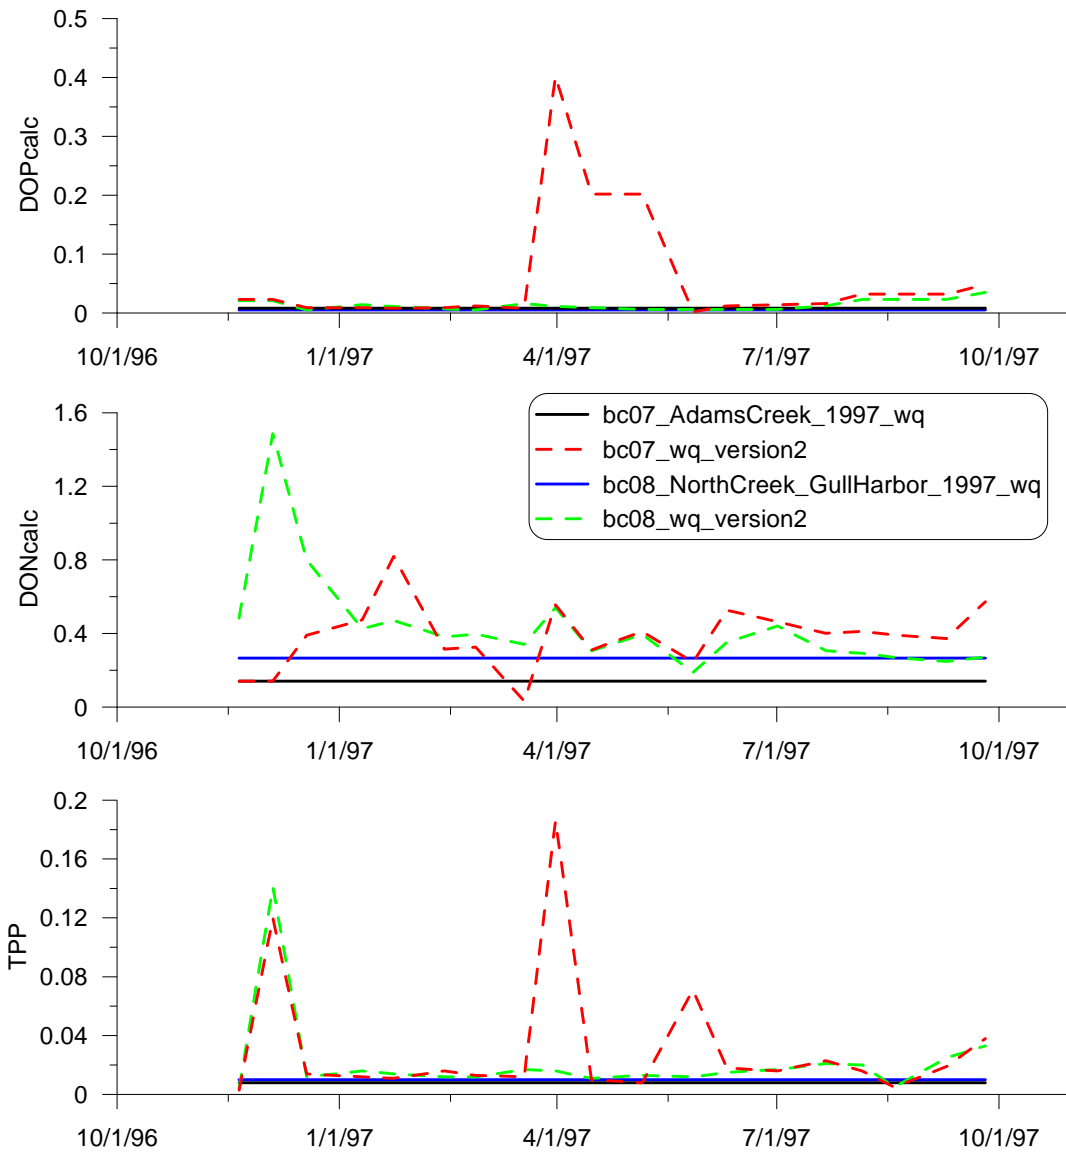 0.5
0.4
0.3
0.2
0.1
0
DOPcalc
10/1/96 1/1/97 4/1/97 7/1/97 10/1/97
1.6
1.2
0.8
0.4
0
DONcalc
bc07_AdamsCreek_1997_wq
bc07_wq_version2
bc08_NorthCreek_GullHarbor_1997_wq
bc08_wq_version2
10/1/96 1/1/97 4/1/97 7/1/97 10/1/97
0.2
0.16
0.12
0.08
0.04
0
TPP
10/1/96 1/1/97 4/1/97 7/1/97 10/1/97